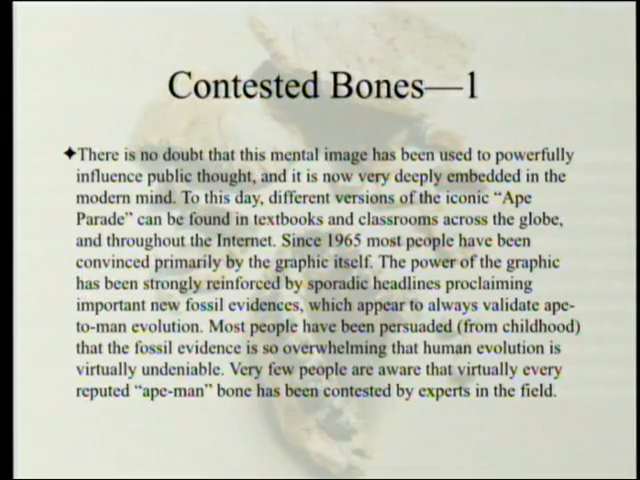 Contested Bones—1
✦There is no doubt that this mental image has been used to powerfully
influence public thought, and it is now very deeply embedded in the
modern mind. To this day, different versions of the iconic “Ape
Parade” can be found in textbooks and classrooms across the globe,
and throughout the Internet. Since 1965 most people have been
convinced primarily by the graphic itself. The power of the graphic
has been strongly reinforced by sporadic headlines proclaiming
important new fossil evidences, which appear to always validate ape-
to-man evolution. Most people have been persuaded (from childhood)
that the fossil evidence is so overwhelming that human evolution is
virtually undeniable. Very few people are aware that virtually every
reputed “ape-man” bone has been contested by experts in the field.